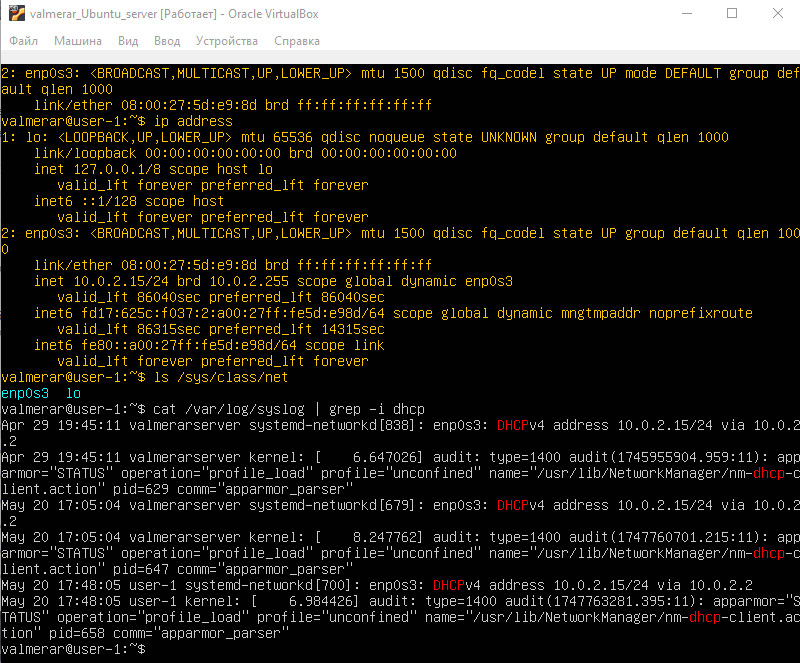 valmerar_Ubuntu_server [Работает] - Oracle VirtualBox
Файл Машина Вид Ввод Устройства Справка
2: enp0s3: <BROADCAST,MULTICAST,UP,LOWER_UP> mtu 1500 qdisc fq_codel state UP mode DEFAULT group def
ault qlen 1000
    link/ether 08:00:27:5d:e9:8d brd ff:ff:ff:ff:ff:ff
valmerar@user-1:~$ ip address
1: lo: <LOOPBACK,UP,LOWER_UP> mtu 65536 qdisc noqueue state UNKNOWN group default qlen 1000
    link/loopback 00:00:00:00:00:00 brd 00:00:00:00:00:00
    inet 127.0.0.1/8 scope host lo
       valid_lft forever preferred_lft forever
    inet6 ::1/128 scope host
       valid_lft forever preferred_lft forever
2: enp0s3: <BROADCAST,MULTICAST,UP,LOWER_UP> mtu 1500 qdisc fq_codel state UP group default qlen 100
0
    link/ether 08:00:27:5d:e9:8d brd ff:ff:ff:ff:ff:ff
    inet 10.0.2.15/24 brd 10.0.2.255 scope global dynamic enp0s3
       valid_lft 86040sec preferred_lft 86040sec
    inet6 fd17:625c:f037:2:a00:27ff:fe5d:e98d/64 scope global dynamic mngtmpaddr noprefixroute
       valid_lft 86315sec preferred_lft 14315sec
    inet6 fe80::a00:27ff:fe5d:e98d/64 scope link
       valid_lft forever preferred_lft forever
valmerar@user-1:~$ ls /sys/class/net
enp0s3  lo
valmerar@user-1:~$ cat /var/log/syslog | grep -i dhcp
Apr 29 19:45:11 valmerarserver systemd-networkd[838]: enp0s3: DHCPv4 address 10.0.2.15/24 via 10.0.2
.2
Apr 29 19:45:11 valmerarserver kernel: [    6.647026] audit: type=1400 audit(1745955904.959:11): app
armor="STATUS" operation="profile_load" profile="unconfined" name="/usr/lib/NetworkManager/nm-dhcp-c
lient.action" pid=629 comm="apparmor_parser"
May 20 17:05:04 valmerarserver systemd-networkd[679]: enp0s3: DHCPv4 address 10.0.2.15/24 via 10.0.2
.2
May 20 17:05:04 valmerarserver kernel: [    8.247762] audit: type=1400 audit(1747760701.215:11): app
armor="STATUS" operation="profile_load" profile="unconfined" name="/usr/lib/NetworkManager/nm-dhcp-c
lient.action" pid=647 comm="apparmor_parser"
May 20 17:48:05 user-1 systemd-networkd[700]: enp0s3: DHCPv4 address 10.0.2.15/24 via 10.0.2.2
May 20 17:48:05 user-1 kernel: [    6.984426] audit: type=1400 audit(1747763281.395:11): apparmor="S
TATUS" operation="profile_load" profile="unconfined" name="/usr/lib/NetworkManager/nm-dhcp-client.ac
tion" pid=658 comm="apparmor_parser"
valmerar@user-1:~$